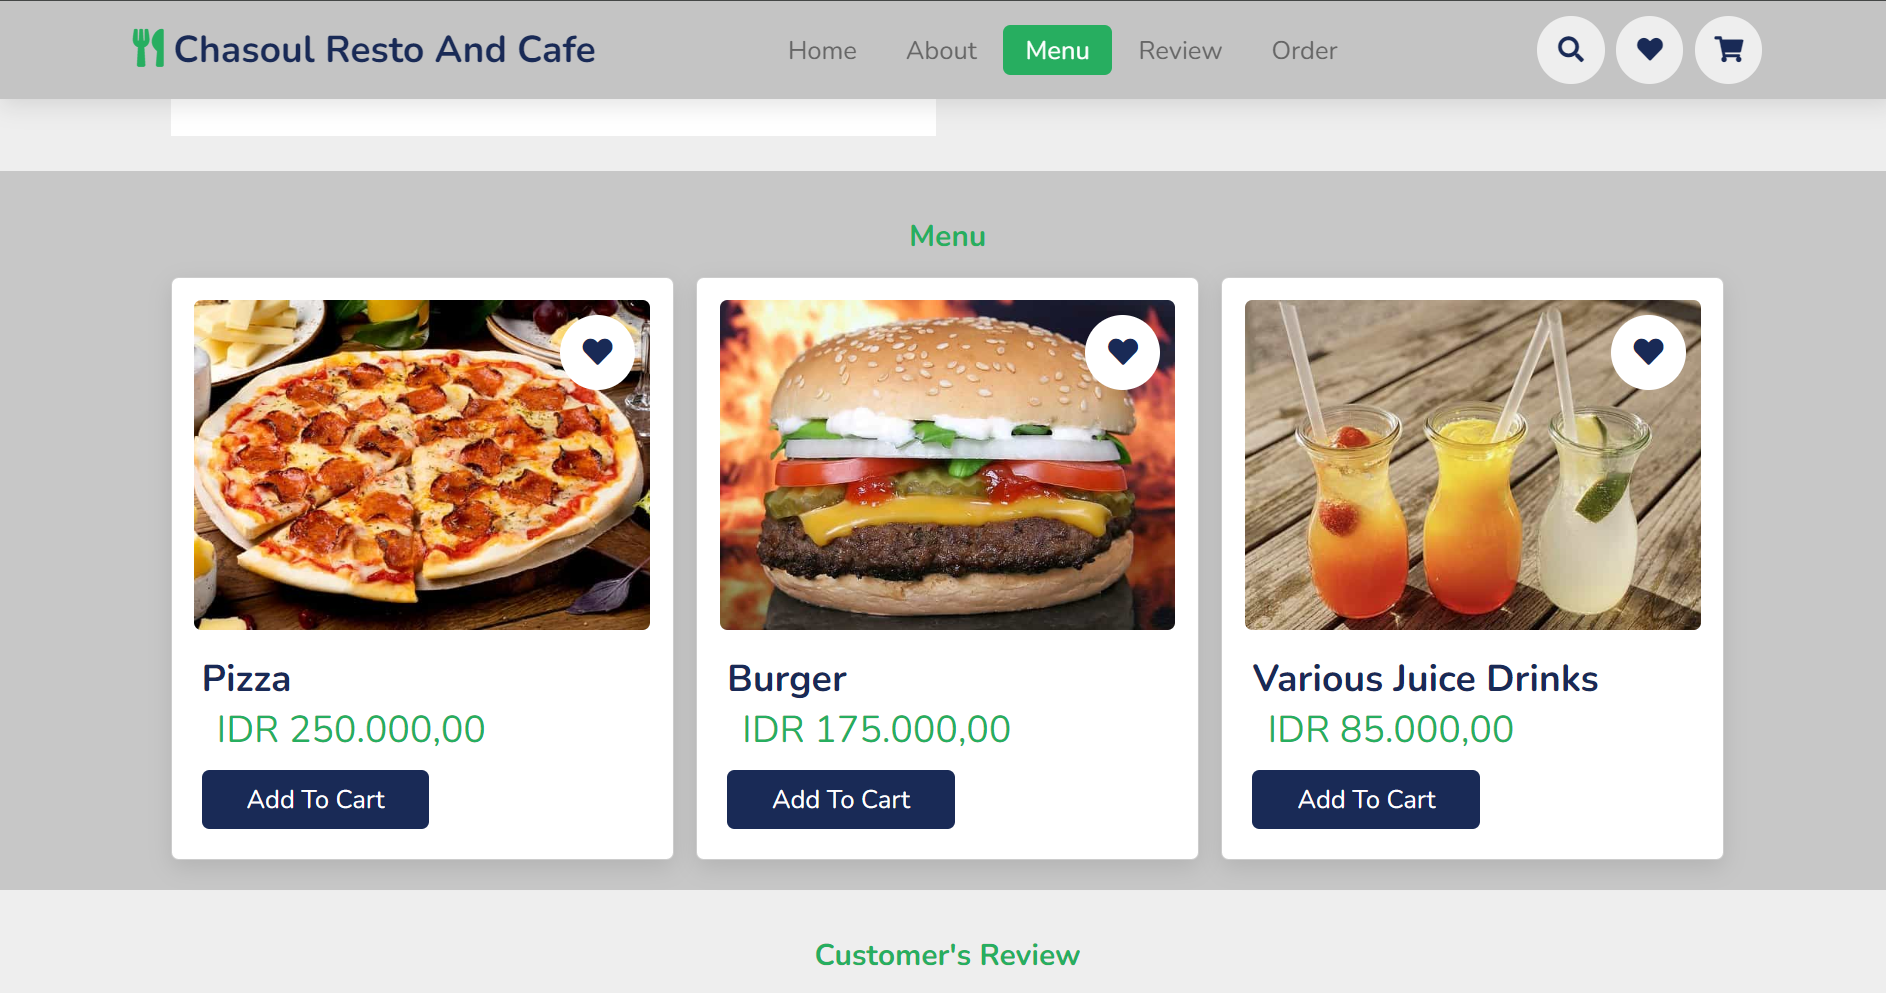 Chasoul Resto And Cafe
Home
About
Menu
Review
Order
Menu
Pizza
IDR 250.000,00
Add To Cart
Burger
IDR 175.000,00
Add To Cart
Various Juice Drinks
IDR 85.000,00
Add To Cart
Customer's Review